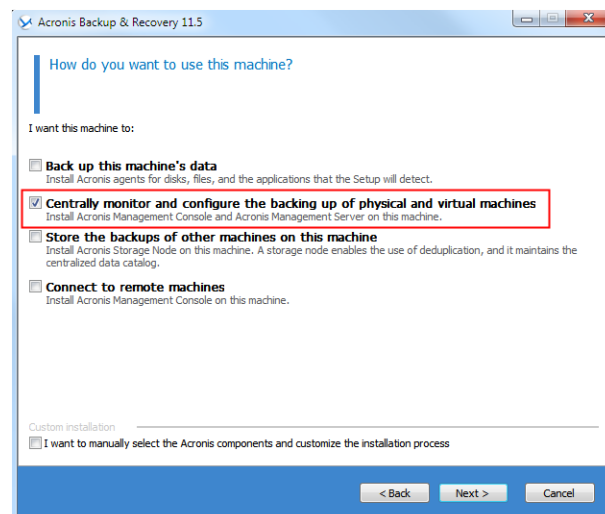 Acronis Backup & Recovery 11.5
How do you want to use this machine?
I want this machine to:
Back up this machine's data
Install Acronis agents for disks, files, and the applications that the Setup will detect.
Centrally monitor and configure the backing up of physical and virtual machines
Install Acronis Management Console and Acronis Management Server on this machine.
Store the backups of other machines on this machine
Install Acronis Storage Node on this machine. A storage node enables the use of deduplication, and it maintains the
centralized data catalog.
Connect to remote machines
Install Acronis Management Console on this machine.
Custom installation
I want to manually select the Acronis components and customize the installation process
< Back Next > Cancel